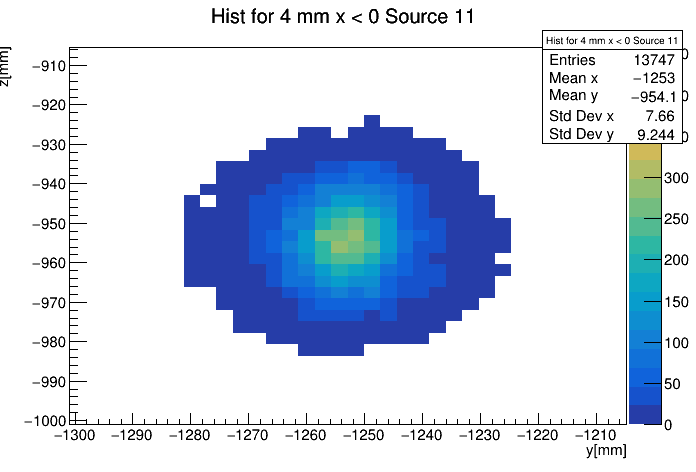 Hist for 4 mm x < 0 Source 11
Hist for 4 mm x < 0 Source 11
Entries 13747
Mean x −1253
Mean y −954.1
Std Dev x 7.66
Std Dev y 9.244
z[mm]
−910
−920
−930
−940
−950
−960
−970
−980
−990
−1000
−1300 −1290 −1280 −1270 −1260 −1250 −1240 −1230 −1220 −1210
y[mm]
300
250
200
150
100
50
0